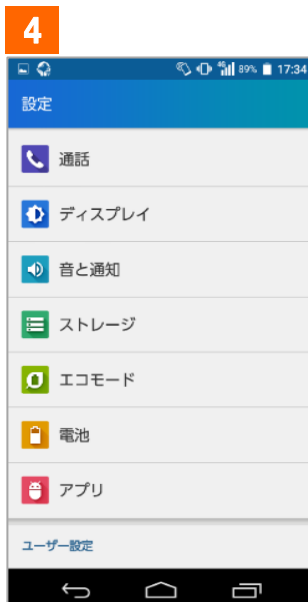 4
4G 89% 17:34
設定
通話
ディスプレイ
音と通知
ストレージ
エコモード
電池
アプリ
ユーザー設定